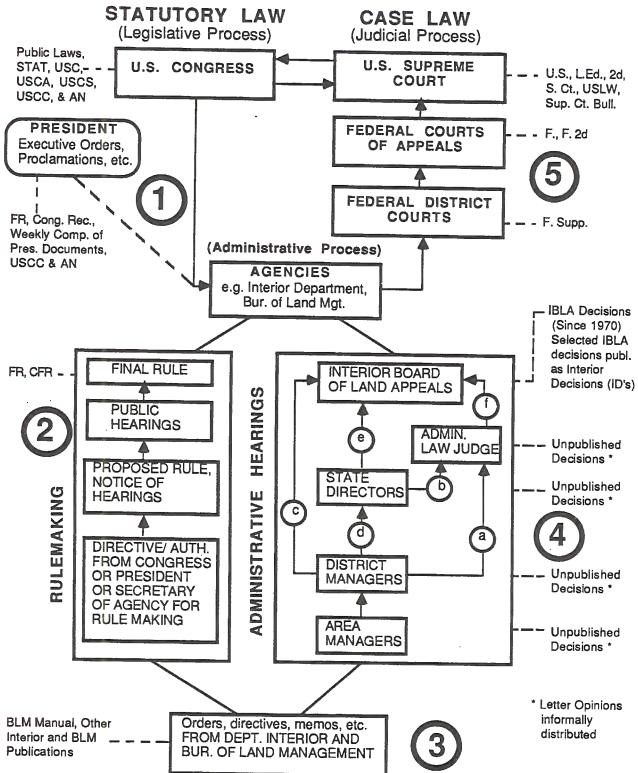 STATUTORY LAW
(Legislative Process)
CASE LAW
(Judicial Process)
Public Laws,
STAT, USC,
USCA, USCS,
USCC, & AN
U.S. CONGRESS
U.S. SUPREME
COURT
U.S., L.Ed., 2d,
S. Ct., USLW,
Sup. Ct. Bull.
PRESIDENT
Executive Orders,
Proclamations, etc.
FEDERAL COURTS
OF APPEALS
F., F. 2d
1
5
FEDERAL DISTRICT
COURTS
F. Supp.
FR, Cong. Rec.,
Weekly Comp. of
Pres. Documents,
USCC & AN
(Administrative Process)
AGENCIES
e.g. Interior Department,
Bur. of Land Mgt.
IBLA Decisions
(Since 1970)
Selected IBLA
decisions publ.
as Interior
Decisions (ID's)
RULEMAKING
FR, CFR
FINAL RULE
2
PUBLIC
HEARINGS
PROPOSED RULE,
NOTICE OF
HEARINGS
DIRECTIVE/ AUTH.
FROM CONGRESS
OR PRESIDENT
OR SECRETARY
OF AGENCY FOR
RULE MAKING
ADMINISTRATIVE HEARINGS
INTERIOR BOARD
OF LAND APPEALS
f
e
ADMIN.
LAW JUDGE
Unpublished
Decisions *
STATE
DIRECTORS
b
Unpublished
Decisions *
c
d
a
4
DISTRICT
MANAGERS
Unpublished
Decisions *
AREA
MANAGERS
Unpublished
Decisions *
BLM Manual, Other
Interior and BLM
Publications
Orders, directives, memos, etc.
FROM DEPT. INTERIOR AND
BUR. OF LAND MANAGEMENT
3
* Letter Opinions
informally
distributed